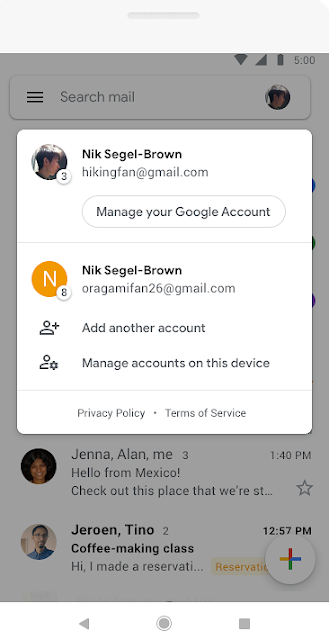 5:00
Search mail
Nik Segel-Brown
3
hikingfan@gmail.com
Manage your Google Account
N
Nik Segel-Brown
8
oragamifan26@gmail.com
Add another account
Manage accounts on this device
Privacy Policy • Terms of Service
Jenna, Alan, me 3 1:40 PM
Hello from Mexico!
Check out this place that we're st...
Jeroen, Tino 2 12:57 PM
Coffee-making class
Hi, I made a reservati... Reservatio